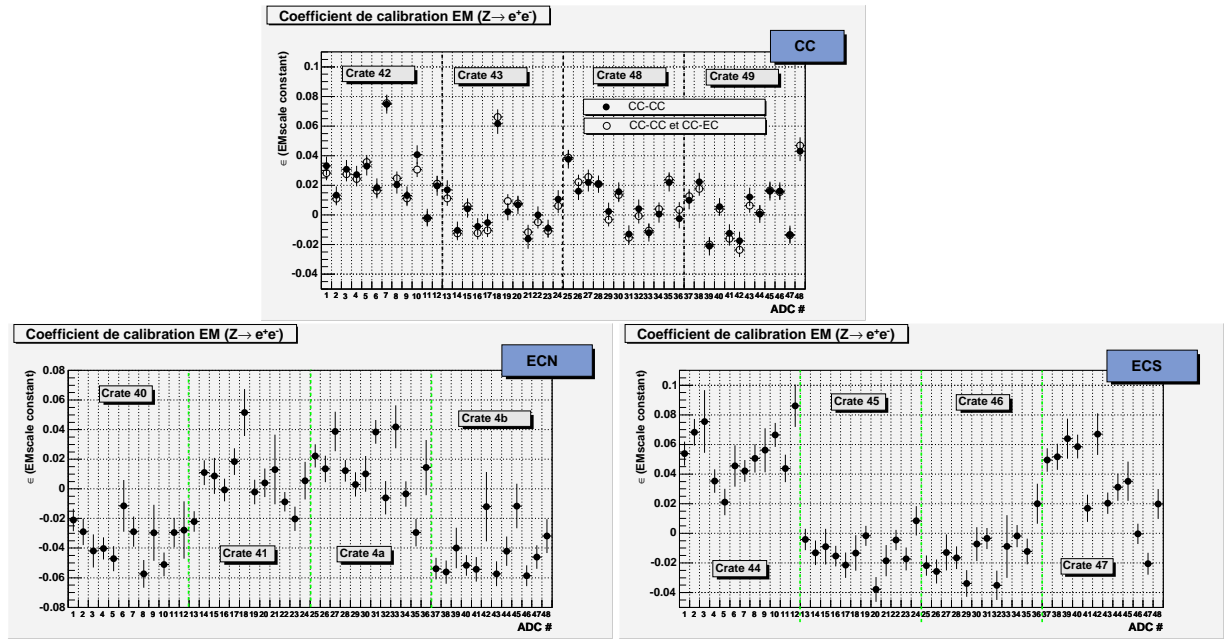 Coefficient de calibration EM (Z→ e⁺e⁻)
CC
ϵ (EMscale constant)
0.1
0.08
0.06
0.04
0.02
0
-0.02
-0.04
Crate 42
Crate 43
Crate 48
Crate 49
CC-CC
CC-CC et CC-EC
1 2 3 4 5 6 7 8 9 10 11 12 13 14 15 16 17 18 19 20 21 22 23 24 25 26 27 28 29 30 31 32 33 34 35 36 37 38 39 40 41 42 43 44 45 46 47 48
ADC #
Coefficient de calibration EM (Z→ e⁺e⁻)
ECN
ϵ (EMscale constant)
0.08
0.06
0.04
0.02
0
-0.02
-0.04
-0.06
-0.08
Crate 40
Crate 4b
Crate 41
Crate 4a
1 2 3 4 5 6 7 8 9 10 11 12 13 14 15 16 17 18 19 20 21 22 23 24 25 26 27 28 29 30 31 32 33 34 35 36 37 38 39 40 41 42 43 44 45 46 47 48
ADC #
Coefficient de calibration EM (Z→ e⁺e⁻)
ECS
ϵ (EMscale constant)
0.1
0.08
0.06
0.04
0.02
0
-0.02
-0.04
Crate 45
Crate 46
Crate 44
Crate 47
1 2 3 4 5 6 7 8 9 10 11 12 13 14 15 16 17 18 19 20 21 22 23 24 25 26 27 28 29 30 31 32 33 34 35 36 37 38 39 40 41 42 43 44 45 46 47 48
ADC #